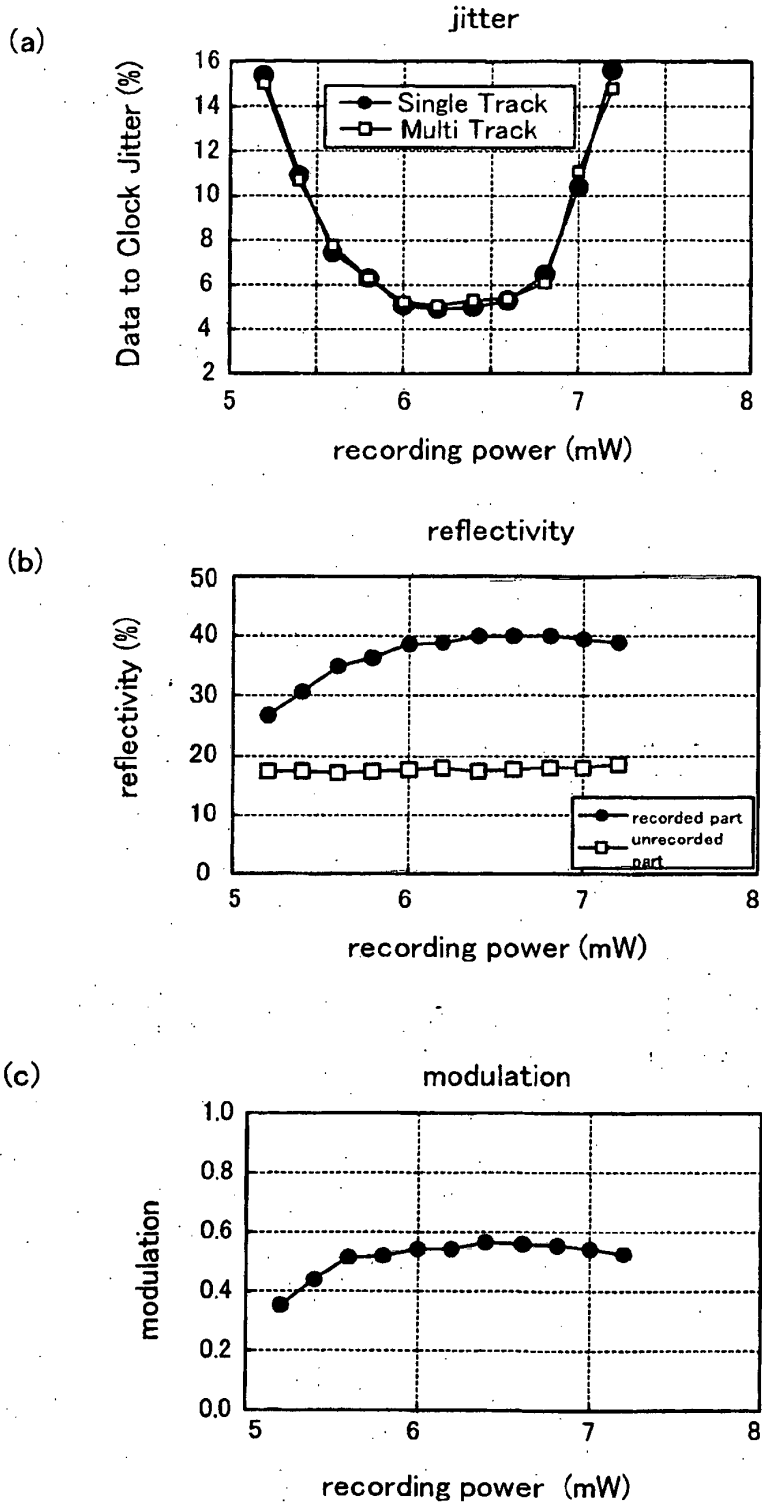 (a)
jitter
Data to Clock Jitter (%)
16
14
12
10
8
6
4
2
Single Track
Multi Track
5
6
7
8
recording power (mW)
(b)
reflectivity
reflectivity (%)
50
40
30
20
10
0
recorded part
unrecorded
part
5
6
7
8
recording power (mW)
(c)
modulation
modulation
1.0
0.8
0.6
0.4
0.2
0.0
5
6
7
8
recording power (mW)